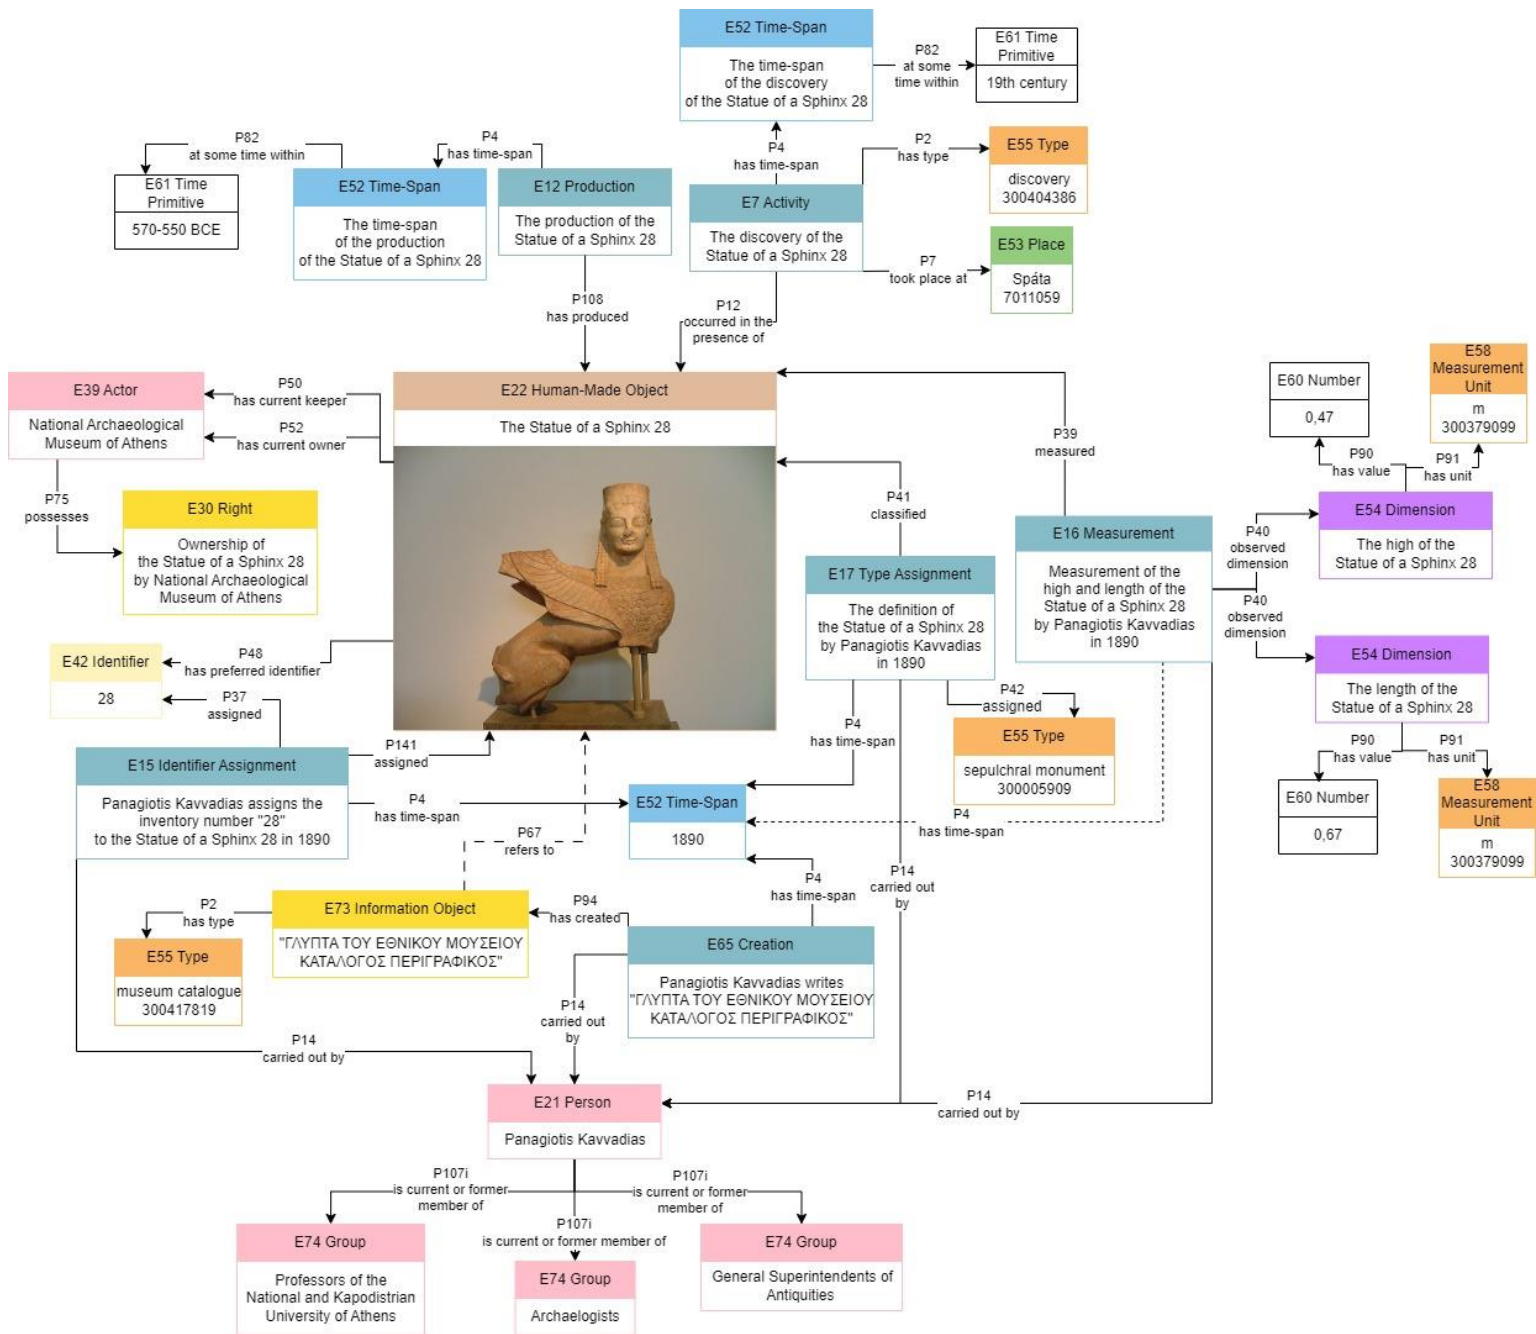 E52 Time-Span
The time-span
of the discovery
of the Statue of a Sphinx 28
P82
at some
time within
E61 Time
Primitive
19th century
P82
at some time within
P4
has time-span
P4
has time-span
P2
has type
E55 Type
discovery
300404386
E61 Time
Primitive
570-550 BCE
E52 Time-Span
The time-span
of the production
of the Statue of a Sphinx 28
E12 Production
The production of the
Statue of a Sphinx 28
E7 Activity
The discovery of the
Statue of a Sphinx 28
P7
took place at
E53 Place
Spáta
7011059
P108
has produced
P12
occurred in the
presence of
E39 Actor
National Archaeological
Museum of Athens
P50
has current keeper
P52
has current owner
E22 Human-Made Object
The Statue of a Sphinx 28
P39
measured
E60 Number
0,47
E58
Measurement
Unit
m
300379099
P90
has value
P91
has unit
P75
possesses
E30 Right
Ownership of
the Statue of a Sphinx 28
by National Archaeological
Museum of Athens
P41
classified
E16 Measurement
Measurement of the
high and length of the
Statue of a Sphinx 28
by Panagiotis Kavvadias
in 1890
P40
observed
dimension
E54 Dimension
The high of the
Statue of a Sphinx 28
E17 Type Assignment
The definition of
the Statue of a Sphinx 28
by Panagiotis Kavvadias
in 1890
P40
observed
dimension
E54 Dimension
The length of the
Statue of a Sphinx 28
E42 Identifier
28
P48
has preferred identifier
P37
assigned
P42
assigned
E55 Type
sepulchral monument
300005909
P4
has time-span
P90
has value
P91
has unit
E60 Number
0,67
E58
Measurement
Unit
m
300379099
E15 Identifier Assignment
Panagiotis Kavvadias assigns the
inventory number "28"
to the Statue of a Sphinx 28 in 1890
P141
assigned
P4
has time-span
E52 Time-Span
1890
P4
has time-span
P67
refers to
P14
carried out
by
P4
has time-span
P2
has type
E55 Type
museum catalogue
300417819
E73 Information Object
"ΓΛΥΠΤΑ ΤΟΥ ΕΘΝΙΚΟΥ ΜΟΥΣΕΙΟΥ
ΚΑΤΑΛΟΓΟΣ ΠΕΡΙΓΡΑΦΙΚΟΣ"
P94
has created
E65 Creation
Panagiotis Kavvadias writes
"ΓΛΥΠΤΑ ΤΟΥ ΕΘΝΙΚΟΥ ΜΟΥΣΕΙΟΥ
ΚΑΤΑΛΟΓΟΣ ΠΕΡΙΓΡΑΦΙΚΟΣ"
P14
carried out
by
P14
carried out by
P14
carried out by
E21 Person
Panagiotis Kavvadias
P107i
is current or former
member of
P107i
is current or former member of
P107i
is current or former
member of
E74 Group
Professors of the
National and Kapodistrian
University of Athens
E74 Group
Archaelogists
E74 Group
General Superintendents of
Antiquities